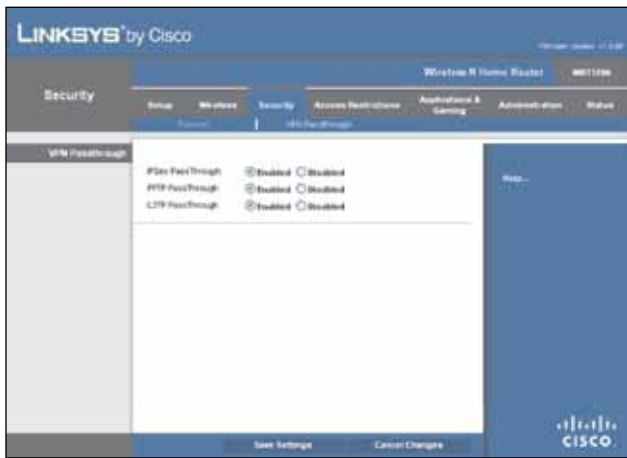 LINKSYS by Cisco
Firmware Version:
Wireless N Home Router
Security
Setup Wireless Security Access Restrictions Applications & Gaming Administration Status
Firewall | VPN Passthrough
VPN Passthrough
IPSec PassThrough Enabled Disabled
PPTP PassThrough Enabled Disabled
L2TP PassThrough Enabled Disabled
Help...
Save Settings Cancel Changes
CISCO